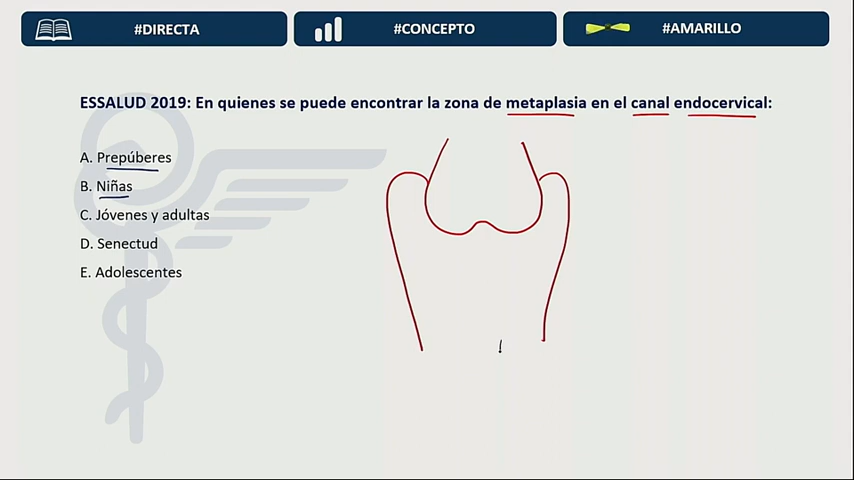 #DIRECTA
#CONCEPTO
#AMARILLO
ESSALUD 2019: En quienes se puede encontrar la zona de metaplasia en el canal endocervical:
A. Prepúberes
B. Niñas
C. Jóvenes y adultas
D. Senectud
E. Adolescentes